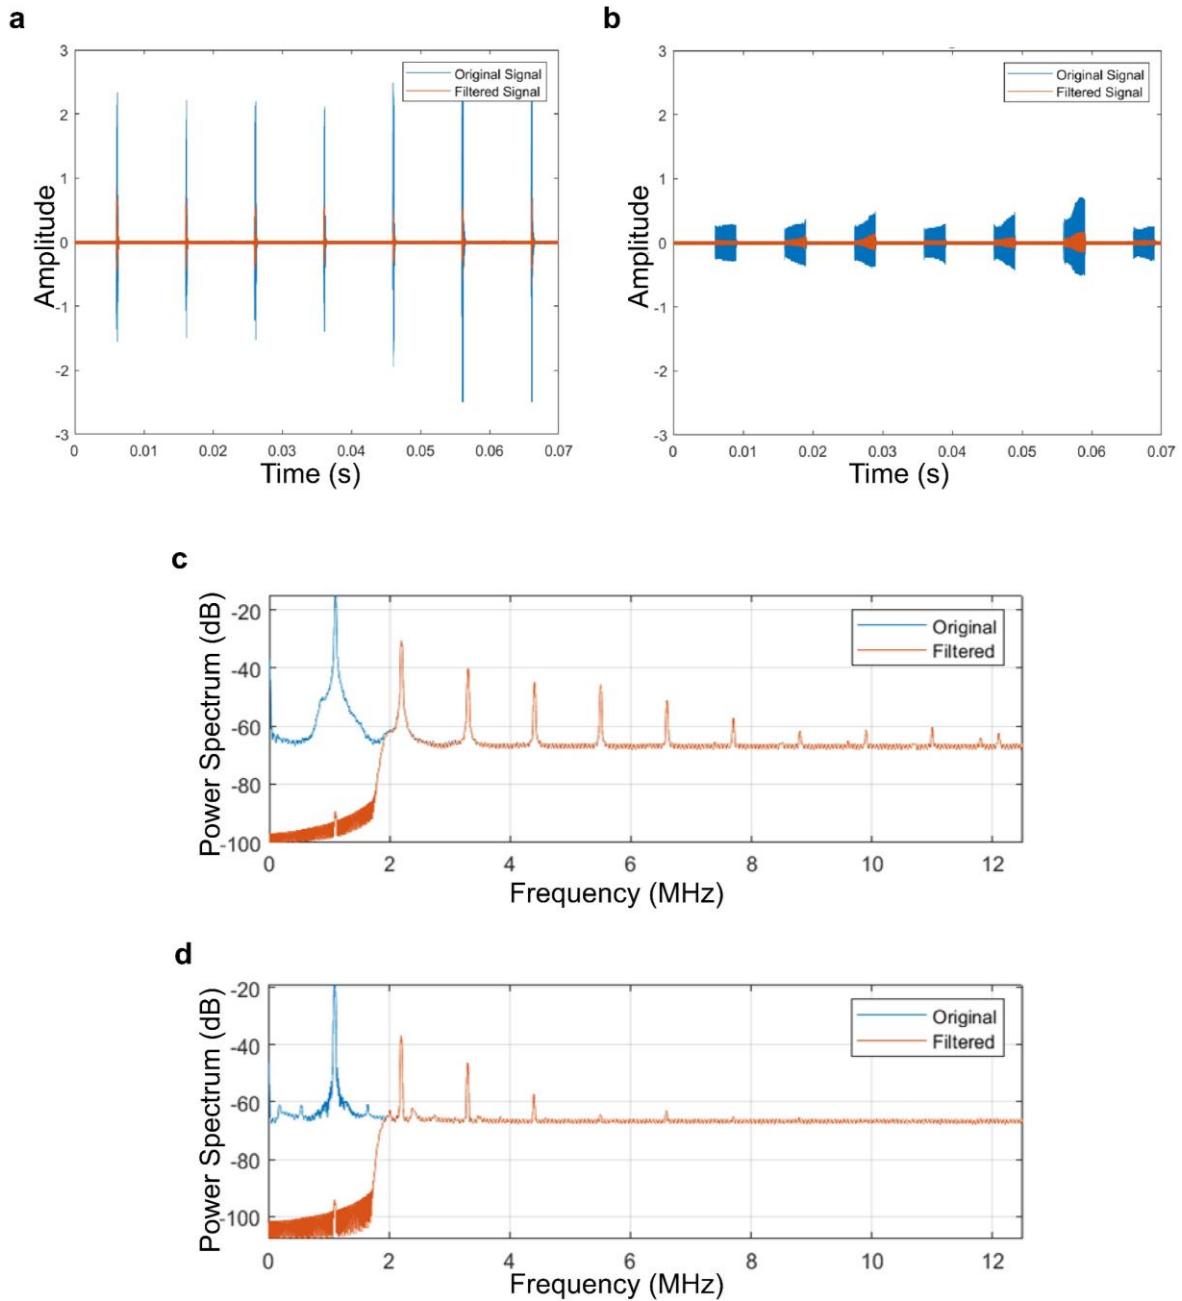 a
3
2
1
0
-1
-2
-3
Amplitude
0 0.01 0.02 0.03 0.04 0.05 0.06 0.07
Time (s)
Original Signal
Filtered Signal
b
3
2
1
0
-1
-2
-3
Amplitude
0 0.01 0.02 0.03 0.04 0.05 0.06 0.07
Time (s)
Original Signal
Filtered Signal
c
Power Spectrum (dB)
-20
-40
-60
-80
-100
0 2 4 6 8 10 12
Frequency (MHz)
Original
Filtered
d
Power Spectrum (dB)
-20
-40
-60
-80
-100
0 2 4 6 8 10 12
Frequency (MHz)
Original
Filtered